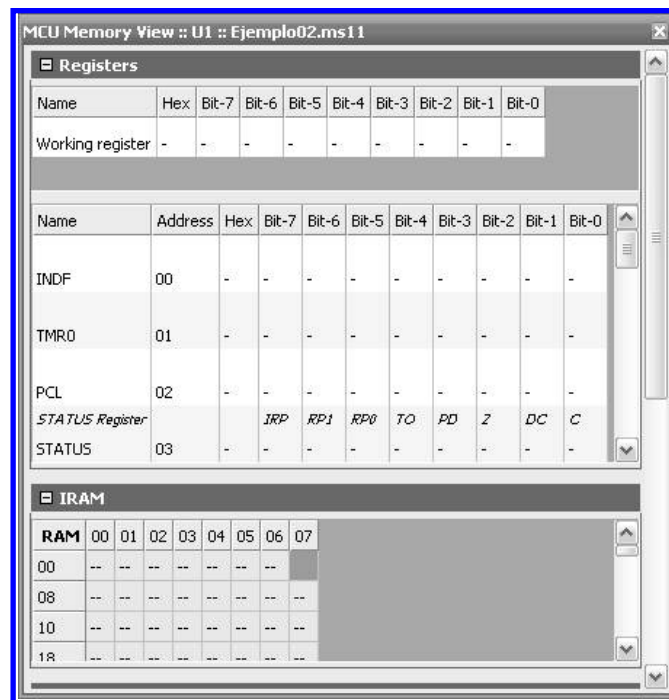 MCU Memory View :: U1 :: Ejemplo02.ms11
Registers
Name Hex Bit-7 Bit-6 Bit-5 Bit-4 Bit-3 Bit-2 Bit-1 Bit-0
Working register - - - - - - - - -
Name Address Hex Bit-7 Bit-6 Bit-5 Bit-4 Bit-3 Bit-2 Bit-1 Bit-0
INDF 00 - - - - - - - - -
TMR0 01 - - - - - - - - -
PCL 02 - - - - - - - - -
STATUS Register IRP RP1 RP0 TO PD Z DC C
STATUS 03 - - - - - - - - -
IRAM
RAM 00 01 02 03 04 05 06 07
00 -- -- -- -- -- -- --
08 -- -- -- -- -- -- -- --
10 -- -- -- -- -- -- -- --
18 -- -- -- -- -- -- -- --